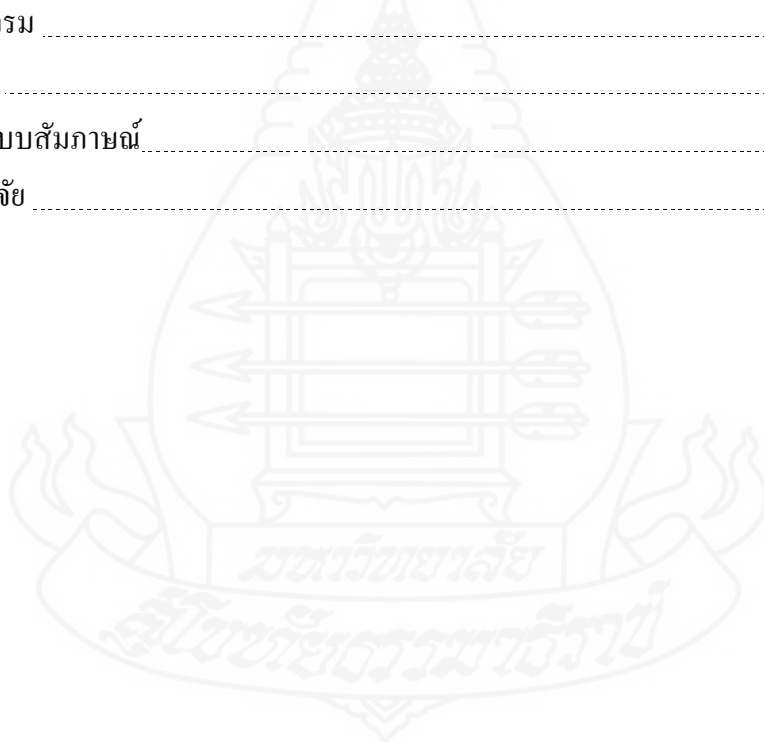 รรม
บบสัมภาษณ์
จัย
มหาวิทยาลัย
สุโขทัยธรรมาธิราช